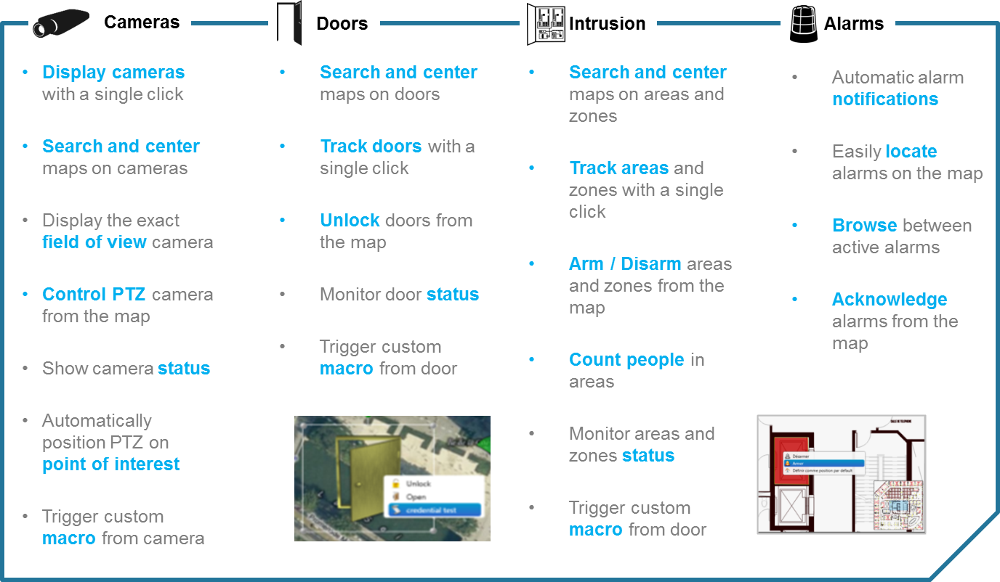 Cameras
Display cameras
with a single click
Search and center
maps on cameras
Display the exact
field of view camera
Control PTZ camera
from the map
Show camera status
Automatically
position PTZ on
point of interest
Trigger custom
macro from camera
Doors
Search and center
maps on doors
Track doors with a
single click
Unlock doors from
the map
Monitor door status
Trigger custom
macro from door
Unlock
Open
credential test
Intrusion
Search and center
maps on areas and
zones
Track areas and
zones with a single
click
Arm / Disarm areas
and zones from the
map
Count people in
areas
Monitor areas and
zones status
Trigger custom
macro from door
Alarms
Automatic alarm
notifications
Easily locate
alarms on the map
Browse between
active alarms
Acknowledge
alarms from the
map
SALLE DE TELEPHONE
Désarmer
Armer
Définir comme position par défault